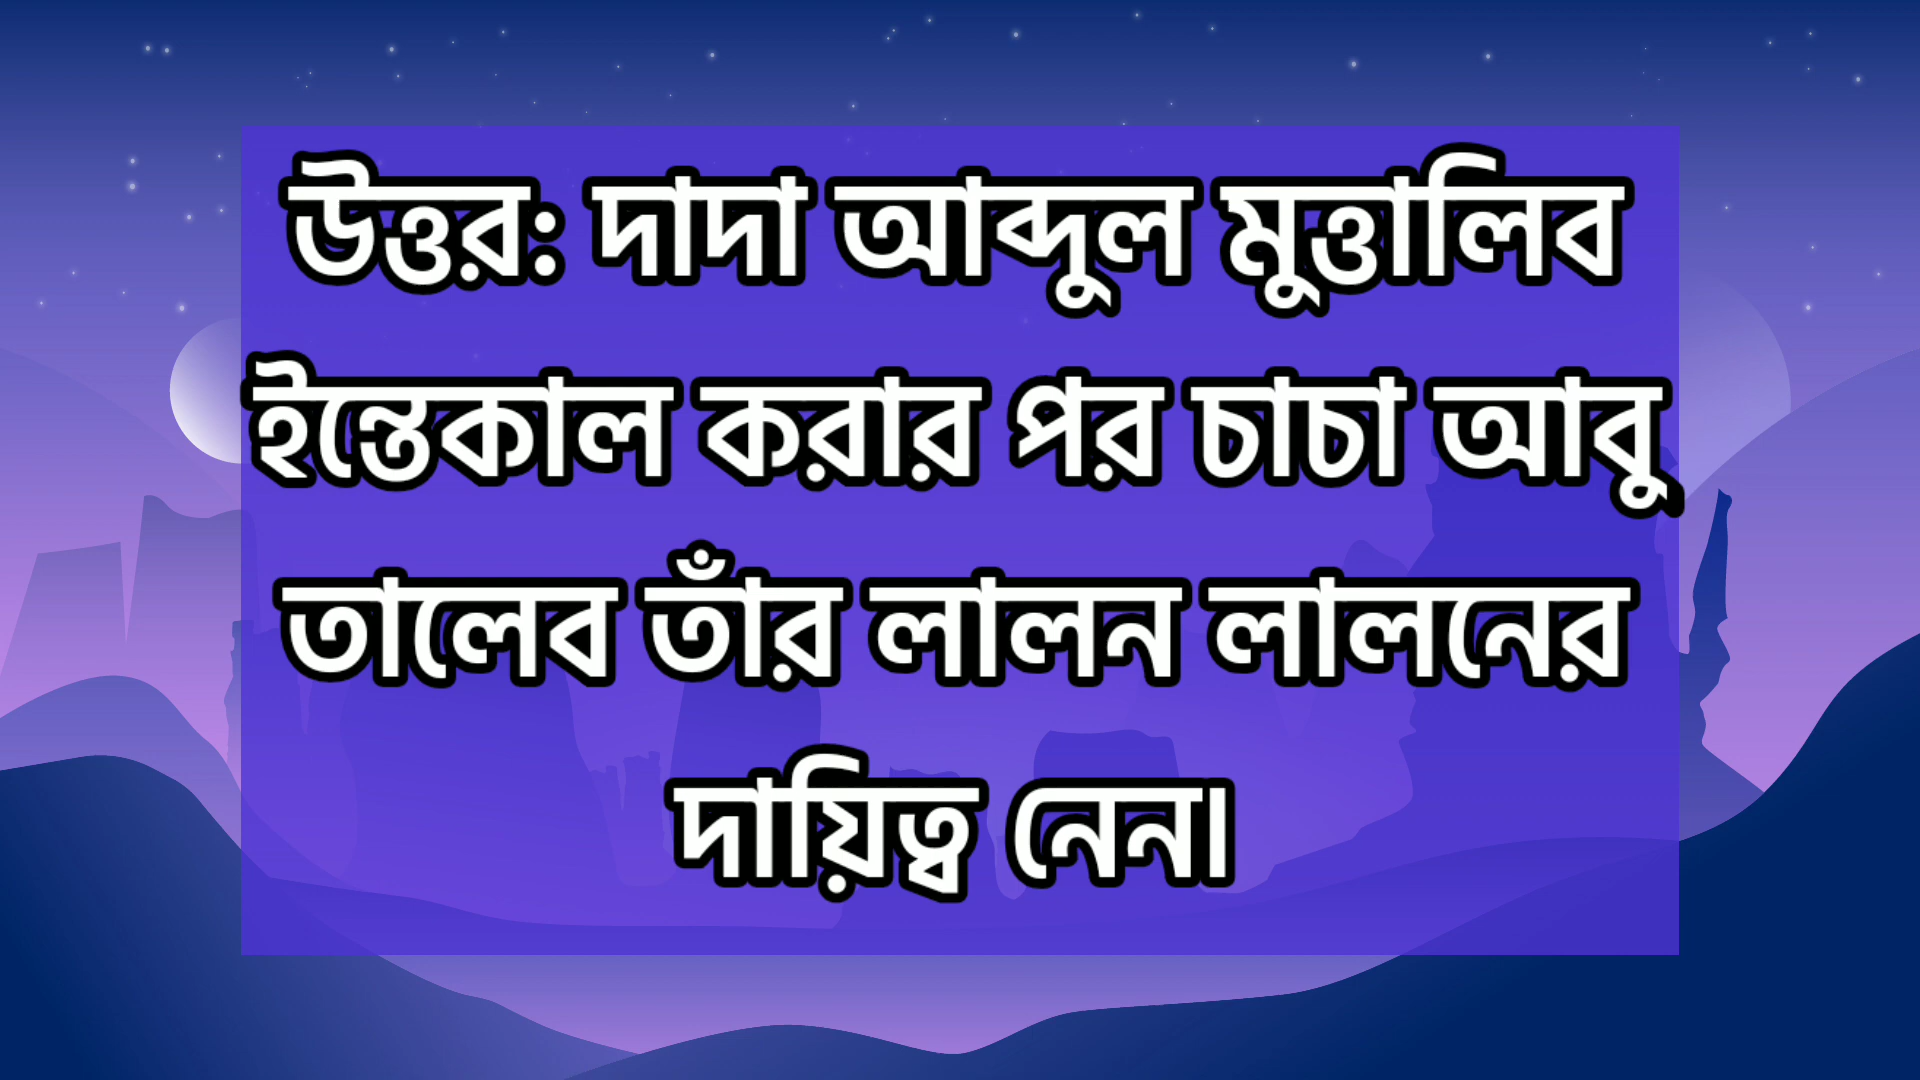 উত্তর: দাদা আব্দুল মুত্তালিব
ইন্তেকাল করার পর চাচা আবু
তালেব তাঁর লালন লালনের
দায়িত্ব নেন।